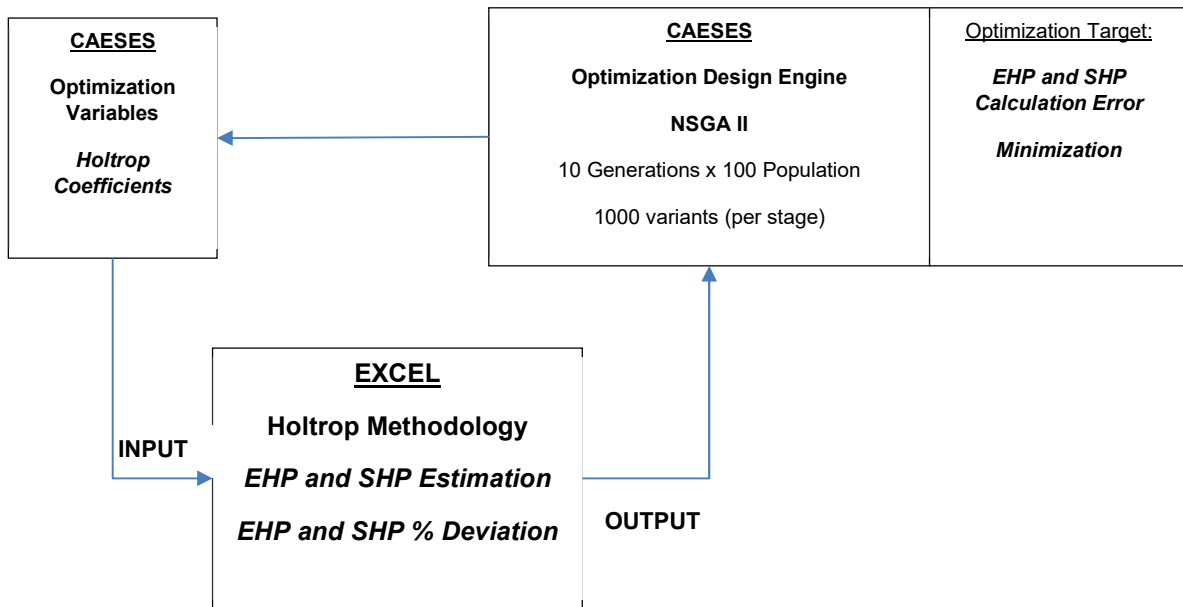 CAESES
Optimization
Variables
Holtrop
Coefficients
CAESES
Optimization Design Engine
NSGA II
10 Generations x 100 Population
1000 variants (per stage)
Optimization Target:
EHP and SHP
Calculation Error
Minimization
INPUT
EXCEL
Holtrop Methodology
EHP and SHP Estimation
EHP and SHP % Deviation
OUTPUT